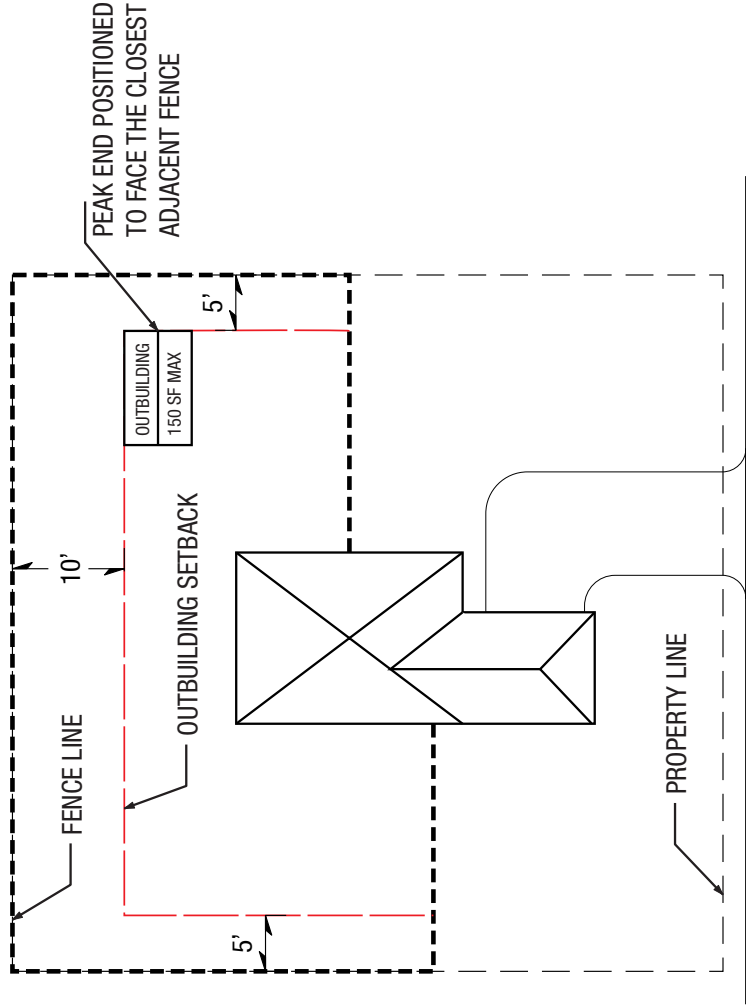 PEAK END POSITIONED
TO FACE THE CLOSEST
ADJACENT FENCE
5'
OUTBUILDING
150 SF MAX
10'
OUTBUILDING SETBACK
FENCE LINE
5'
PROPERTY LINE